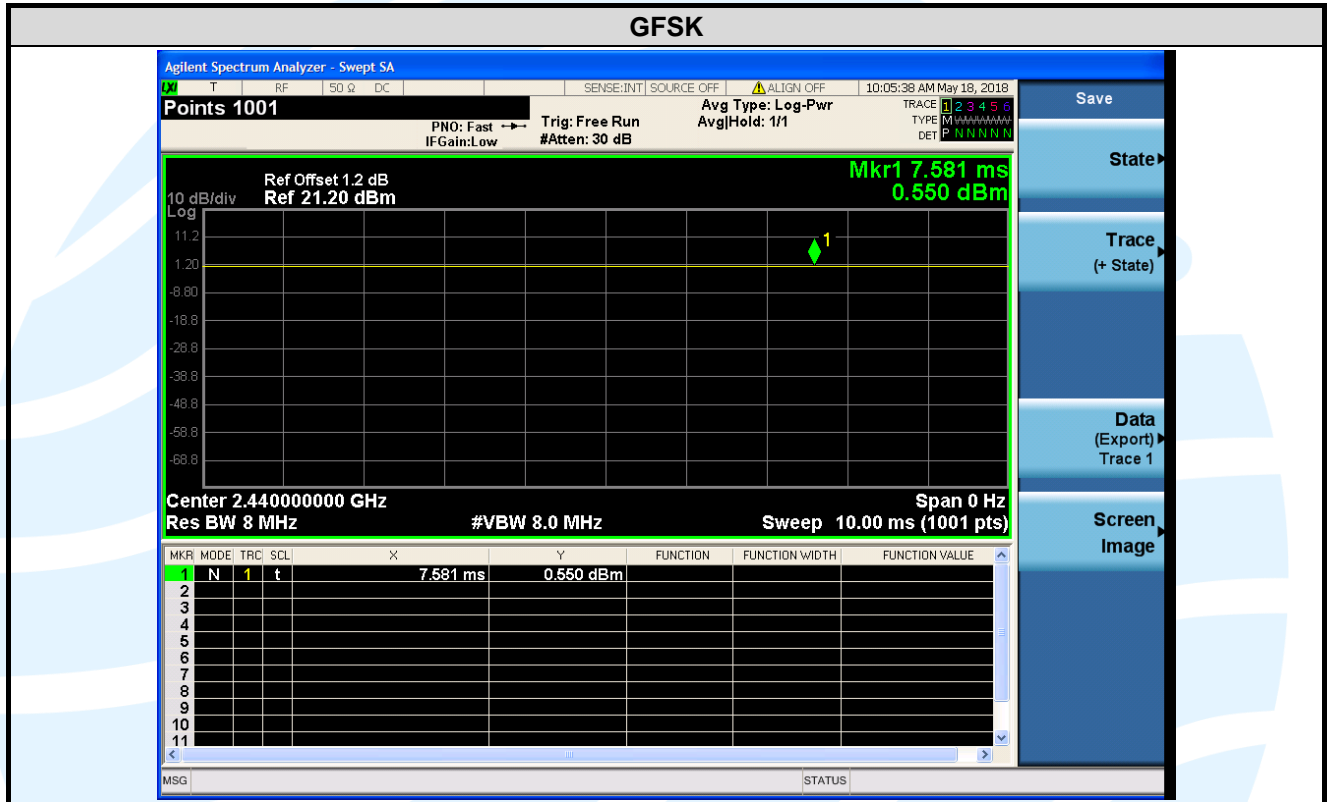 GFSK
Agilent Spectrum Analyzer - Swept SA
LXI T RF 50 Ω DC SENSE:INT SOURCE OFF ALIGN OFF 10:05:38 AM May 18, 2018
Points 1001
PNO: Fast
IFGain:Low
Trig: Free Run
#Atten: 30 dB
Avg Type: Log-Pwr
Avg|Hold: 1/1
TRACE 1 2 3 4 5 6
TYPE M WWWWW
DET P N N N N N
Mkr1 7.581 ms
0.550 dBm
Ref Offset 1.2 dB
10 dB/div Ref 21.20 dBm
Log
11.2
1.20
-8.80
-18.8
-28.8
-38.8
-48.8
-58.8
-68.8
1
Center 2.440000000 GHz Span 0 Hz
Res BW 8 MHz #VBW 8.0 MHz Sweep 10.00 ms (1001 pts)
MKR MODE TRC SCL X Y FUNCTION FUNCTION WIDTH FUNCTION VALUE
1 N 1 t 7.581 ms 0.550 dBm
2
3
4
5
6
7
8
9
10
11
MSG STATUS
Save
State
Trace
(+ State)
Data
(Export)
Trace 1
Screen
Image